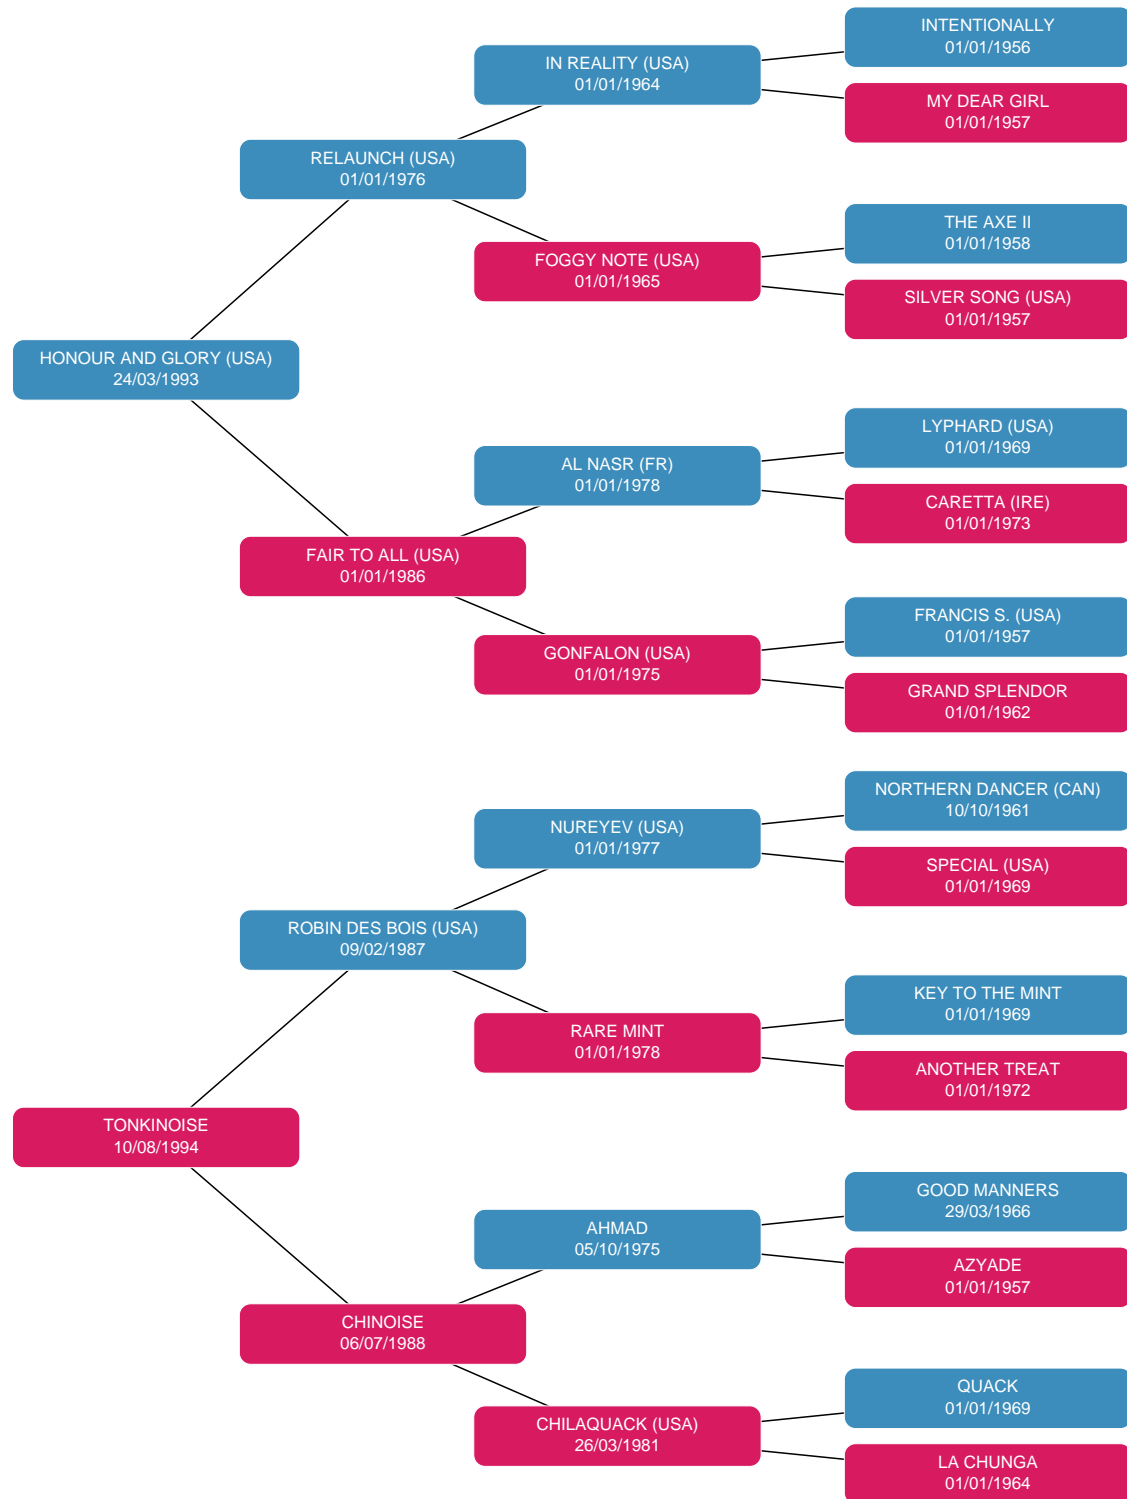 INTENTIONALLY
01/01/1956
IN REALITY (USA)
01/01/1964
MY DEAR GIRL
01/01/1957
RELAUNCH (USA)
01/01/1976
THE AXE II
01/01/1958
FOGGY NOTE (USA)
01/01/1965
SILVER SONG (USA)
01/01/1957
HONOUR AND GLORY (USA)
24/03/1993
LYPHARD (USA)
01/01/1969
AL NASR (FR)
01/01/1978
CARETTA (IRE)
01/01/1973
FAIR TO ALL (USA)
01/01/1986
FRANCIS S. (USA)
01/01/1957
GONFALON (USA)
01/01/1975
GRAND SPLENDOR
01/01/1962
NORTHERN DANCER (CAN)
10/10/1961
NUREYEV (USA)
01/01/1977
SPECIAL (USA)
01/01/1969
ROBIN DES BOIS (USA)
09/02/1987
KEY TO THE MINT
01/01/1969
RARE MINT
01/01/1978
ANOTHER TREAT
01/01/1972
TONKINOISE
10/08/1994
GOOD MANNERS
29/03/1966
AHMAD
05/10/1975
AZYADE
01/01/1957
CHINOISE
06/07/1988
QUACK
01/01/1969
CHILAQUACK (USA)
26/03/1981
LA CHUNGA
01/01/1964